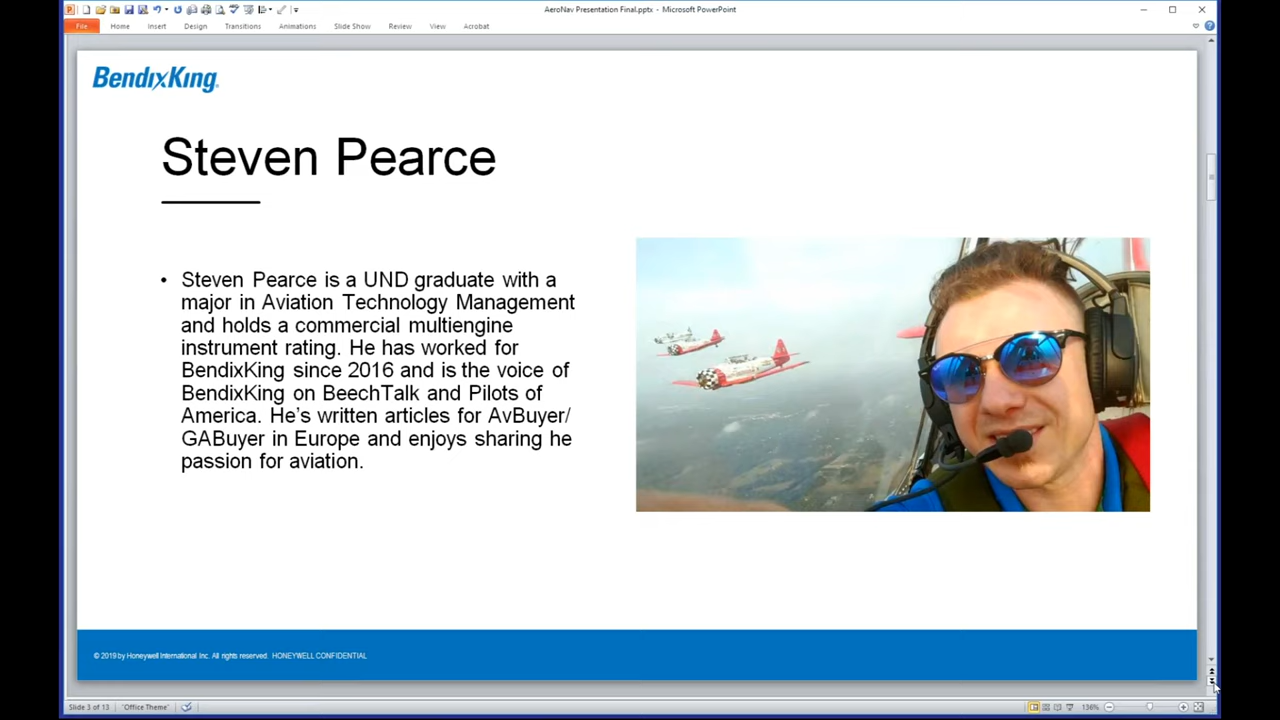 AeroNav Presentation Final.pptx - Microsoft PowerPoint
File Home Insert Design Transitions Animations Slide Show Review View Acrobat
BendixKing
Steven Pearce
• Steven Pearce is a UND graduate with a
major in Aviation Technology Management
and holds a commercial multiengine
instrument rating. He has worked for
BendixKing since 2016 and is the voice of
BendixKing on BeechTalk and Pilots of
America. He's written articles for AvBuyer/
GABuyer in Europe and enjoys sharing he
passion for aviation.
© 2019 by Honeywell International Inc. All rights reserved. HONEYWELL CONFIDENTIAL
Slide 3 of 13 "Office Theme" 136%